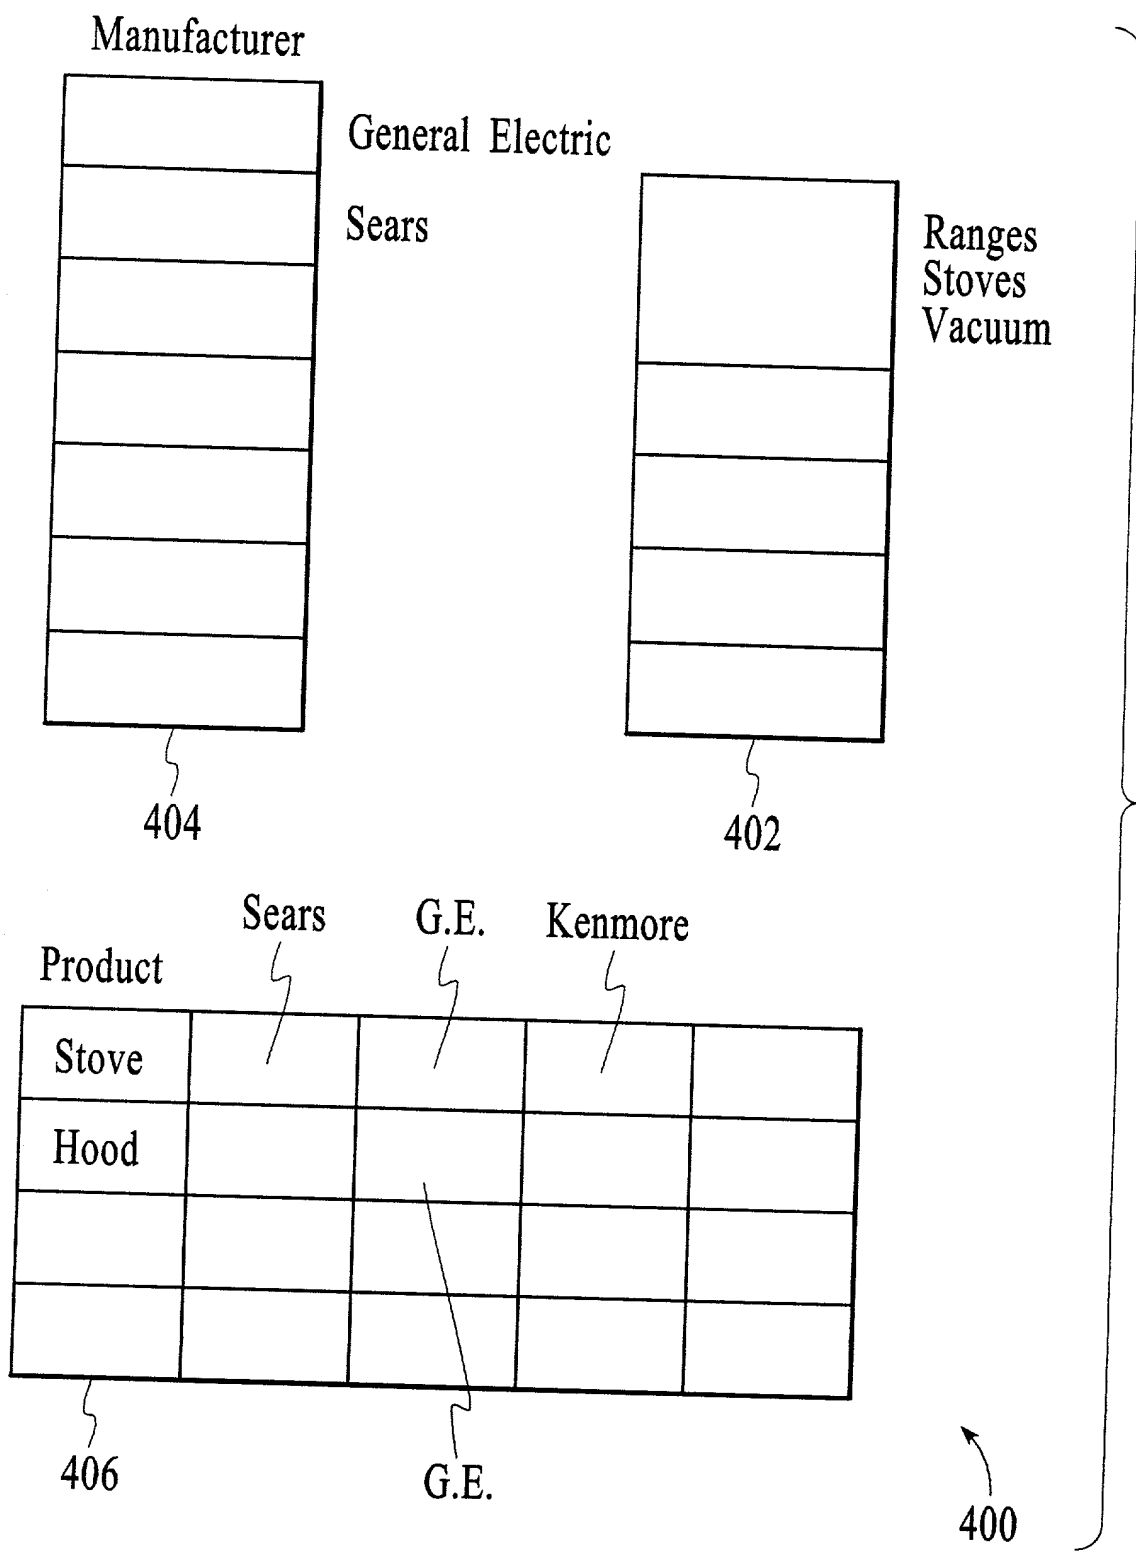 Manufacturer
General Electric
Sears
Ranges
Stoves
Vacuum
404
402
Sears
G.E.
Kenmore
Product
Stove
Hood
406
G.E.
400